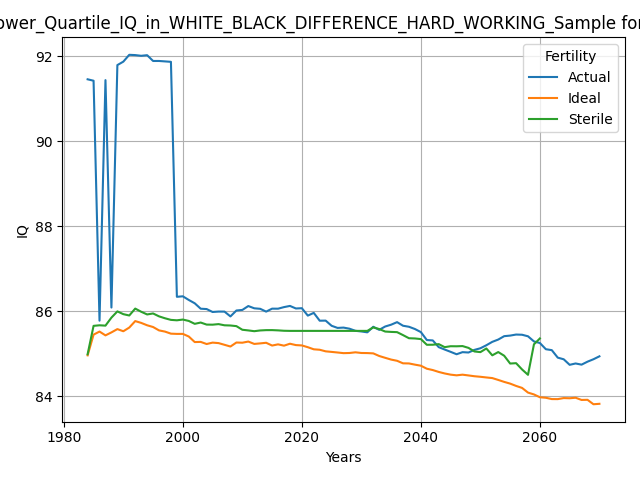 ower_Quartile_IQ_in_WHITE_BLACK_DIFFERENCE_HARD_WORKING_Sample for
Fertility
Actual
Ideal
Sterile
IQ
92
90
88
86
84
1980
2000
2020
2040
2060
Years